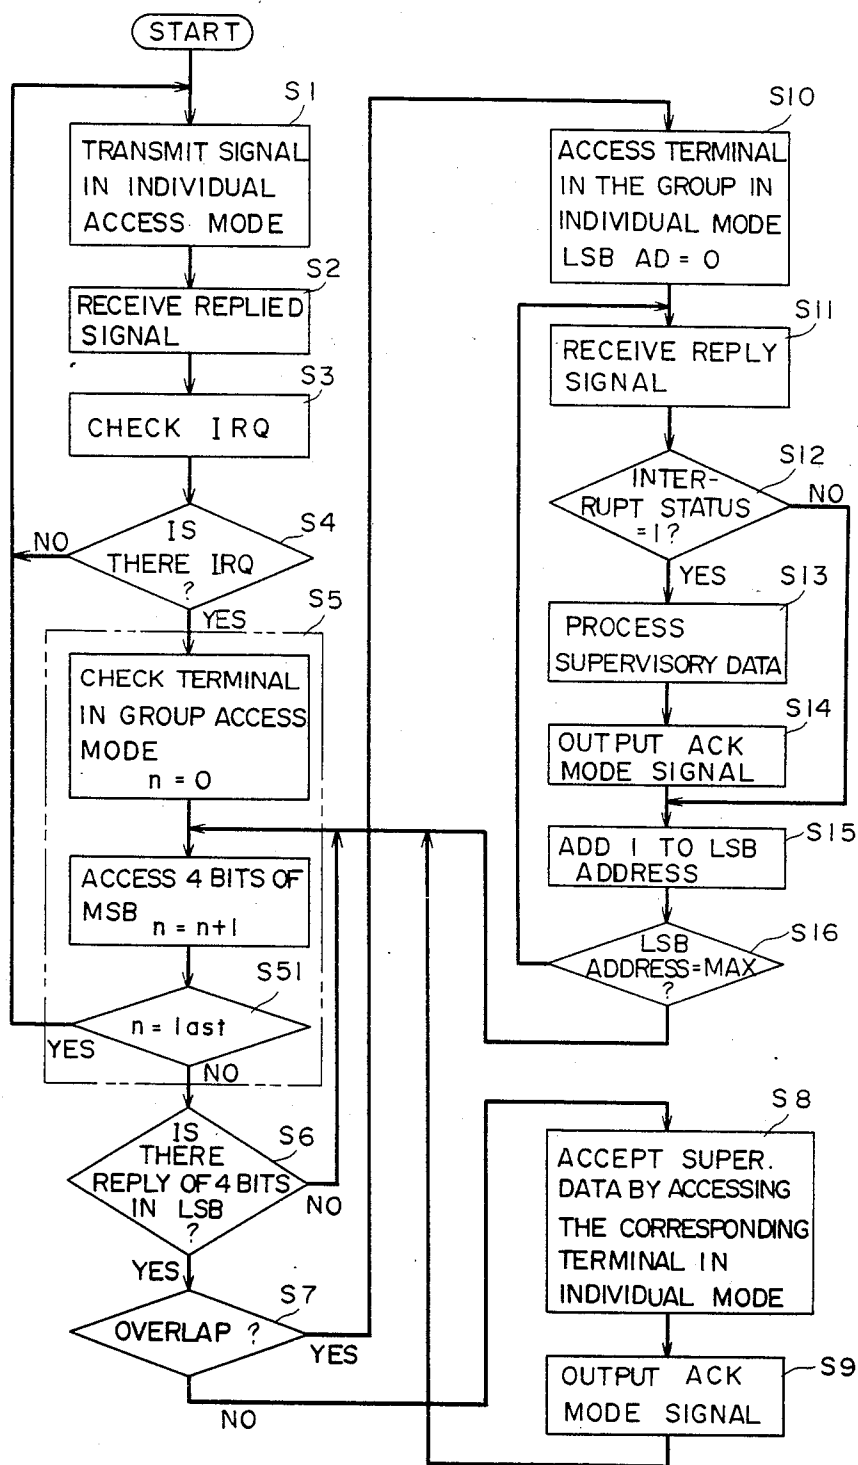 START
S1
TRANSMIT SIGNAL
IN INDIVIDUAL
ACCESS MODE
S2
RECEIVE REPLIED
SIGNAL
S3
CHECK IRQ
S4
IS
THERE IRQ
?
NO
YES
S5
CHECK TERMINAL
IN GROUP ACCESS
MODE
n = 0
ACCESS 4 BITS OF
MSB
n = n+1
S51
n = last
YES
NO
S6
IS
THERE
REPLY OF 4 BITS
IN LSB
?
NO
YES
S7
OVERLAP ?
YES
NO
S10
ACCESS TERMINAL
IN THE GROUP IN
INDIVIDUAL MODE
LSB AD = 0
S11
RECEIVE REPLY
SIGNAL
S12
INTER-
RUPT STATUS
=1?
NO
YES
S13
PROCESS
SUPERVISORY DATA
S14
OUTPUT ACK
MODE SIGNAL
S15
ADD 1 TO LSB
ADDRESS
S16
LSB
ADDRESS=MAX
?
S8
ACCEPT SUPER.
DATA BY ACCESSING
THE CORRESPONDING
TERMINAL IN
INDIVIDUAL MODE
S9
OUTPUT ACK
MODE SIGNAL